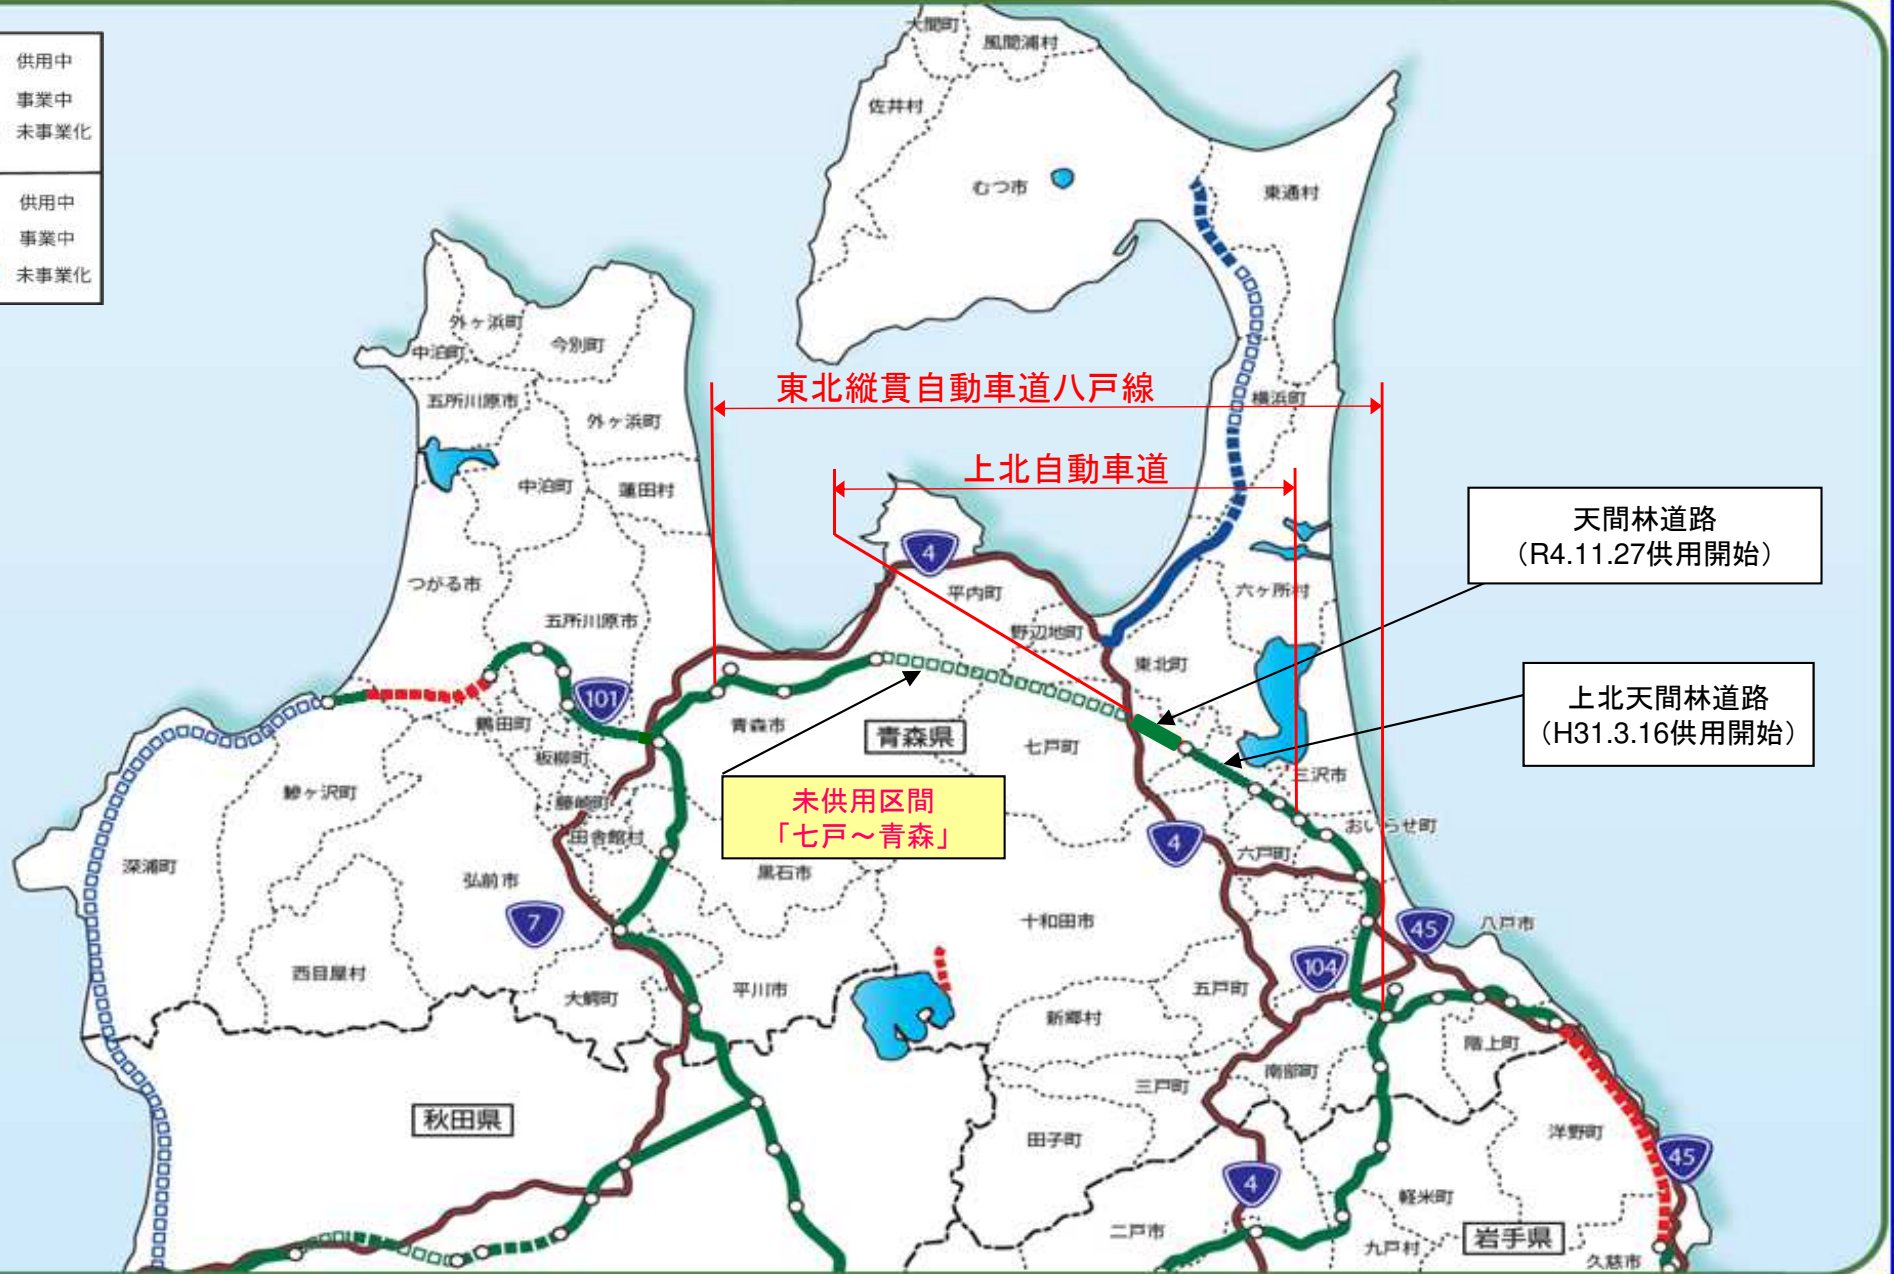 供用中
事業中
未事業化
供用中
事業中
未事業化
大間町
風間浦村
佐井村
むつ市
東通村
外ヶ浜町
中泊町
今別町
五所川原市
外ヶ浜町
東北縦貫自動車道八戸線
横浜町
上北自動車道
中泊町
蓬田村
天間林道路
（R4.11.27供用開始）
4
つがる市
平内町
六ヶ所村
五所川原市
野辺地町
東北町
101
上北天間林道路
（H31.3.16供用開始）
鶴田町
青森市
青森県
七戸町
板柳町
三沢市
鰺ヶ沢町
藤崎町
未供用区間
「七戸～青森」
田舎館村
おいらせ町
4
六戸町
深浦町
弘前市
黒石市
7
十和田市
45
八戸市
西目屋村
104
大鰐町
平川市
五戸町
新郷村
階上町
南部町
三戸町
秋田県
田子町
洋野町
45
4
軽米町
二戸市
九戸村
岩手県
久慈市